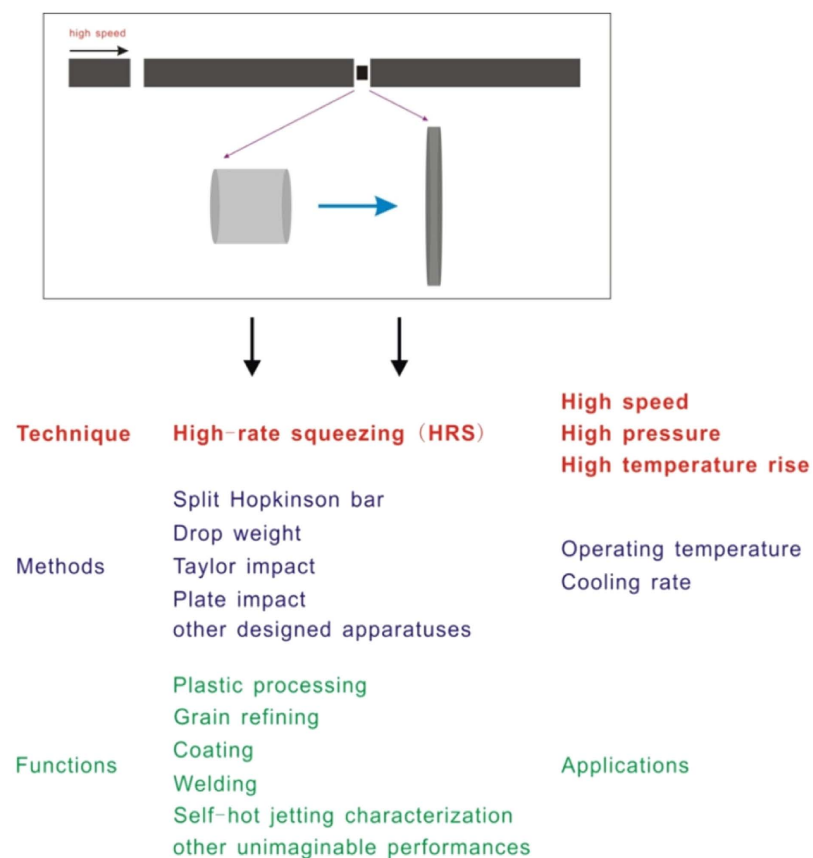 high speed
High speed
Technique High-rate squeezing (HRS) High pressure
High temperature rise
Split Hopkinson bar
Drop weight
Operating temperature
Methods Taylor impact
Cooling rate
Plate impact
other designed apparatuses
Plastic processing
Grain refining
Coating
Functions Applications
Welding
Self-hot jetting characterization
other unimaginable performances